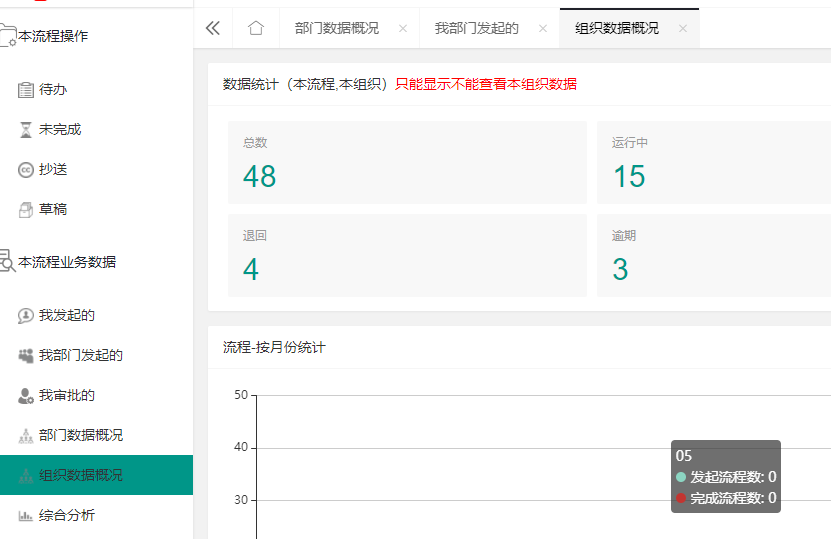 本流程操作
待办
未完成
抄送
草稿
本流程业务数据
我发起的
我部门发起的
我审批的
部门数据概况
组织数据概况
综合分析
部门数据概况
我部门发起的
组织数据概况
数据统计（本流程,本组织）只能显示不能查看本组织数据
总数
48
运行中
15
退回
4
逾期
3
流程-按月份统计
50
40
30
05
发起流程数: 0
完成流程数: 0